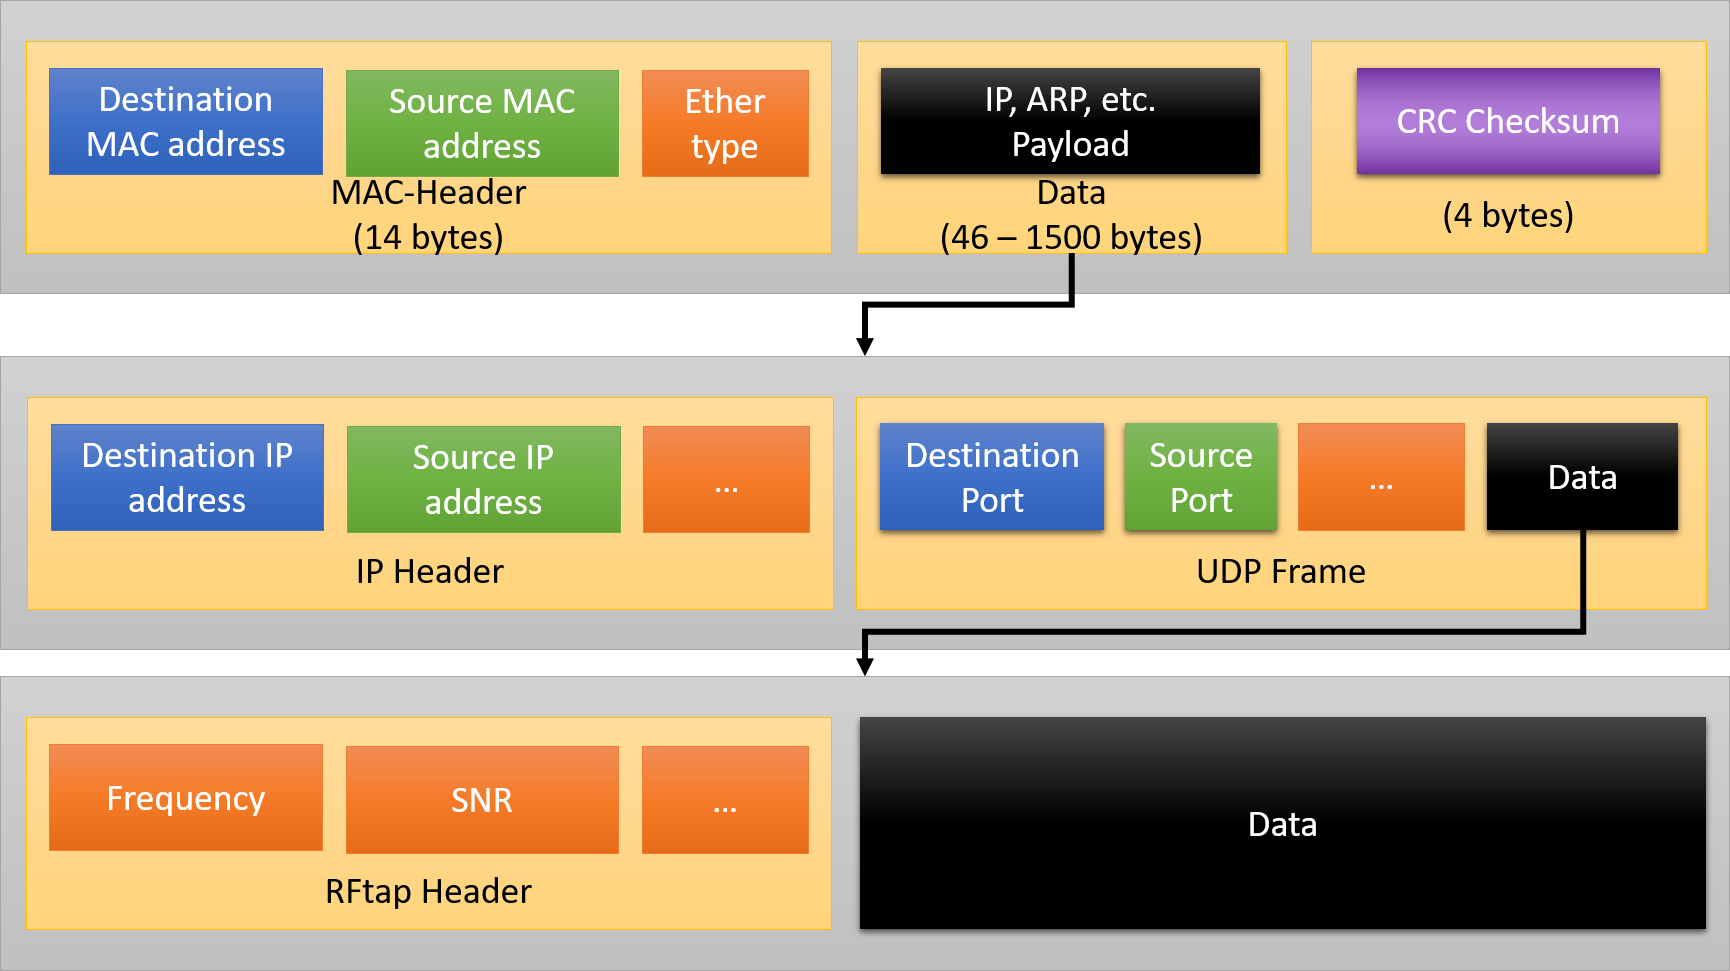 Destination
MAC address
Source MAC
address
Ether
type
MAC-Header
(14 bytes)
IP, ARP, etc.
Payload
Data
(46 – 1500 bytes)
CRC Checksum
(4 bytes)
Destination IP
address
Source IP
address
...
IP Header
Destination
Port
Source
Port
...
Data
UDP Frame
Frequency
SNR
...
RFtap Header
Data